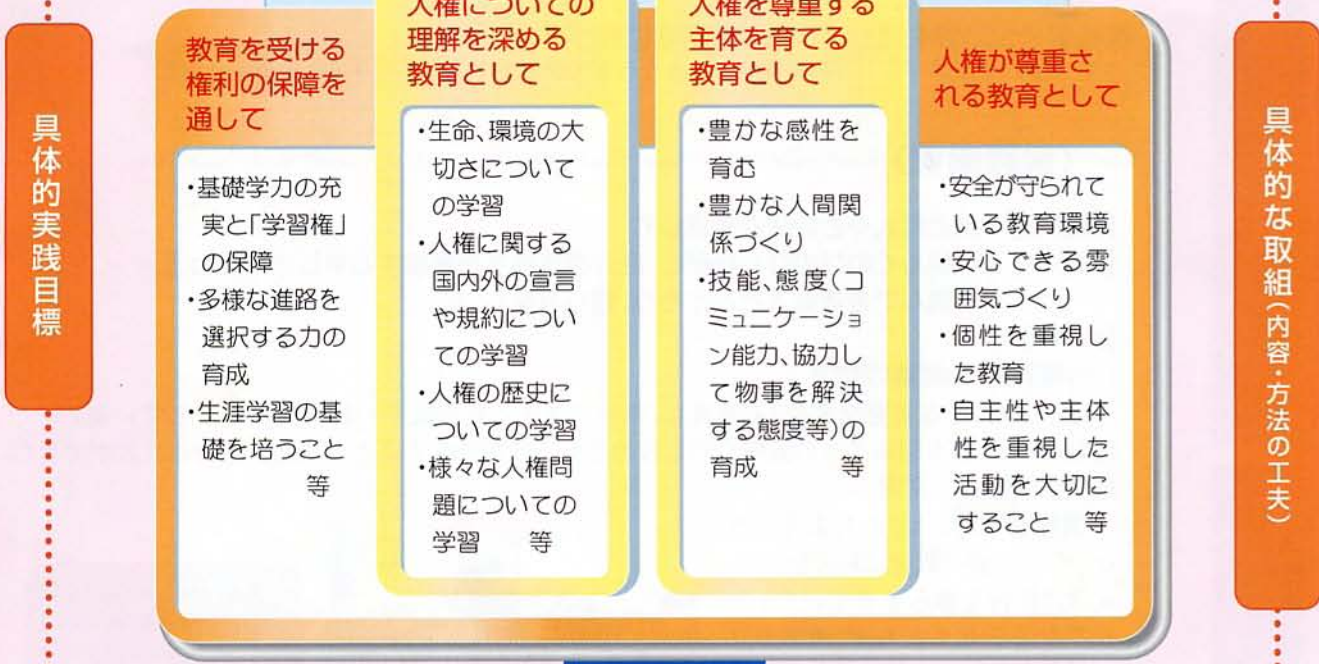 具体的実践目標
教育を受ける
権利の保障を
通して
・基礎学力の充
実と「学習権」
の保障
・多様な進路を
選択する力の
育成
・生涯学習の基
礎を培うこと
等
人権についての
理解を深める
教育として
・生命、環境の大
切さについて
の学習
・人権に関する
国内外の宣言
や規約につい
ての学習
・人権の歴史に
ついての学習
・様々な人権問
題についての
学習 等
人権を尊重する
主体を育てる
教育として
・豊かな感性を
育む
・豊かな人間関
係づくり
・技能、態度(コ
ミュニケーショ
ン能力、協力し
て物事を解決
する態度等)の
育成 等
人権が尊重さ
れる教育として
・安全が守られて
いる教育環境
・安心できる雰
囲気づくり
・個性を重視し
た教育
・自主性や主体
性を重視した
活動を大切に
すること 等
具体的な取組(内容・方法の工夫)